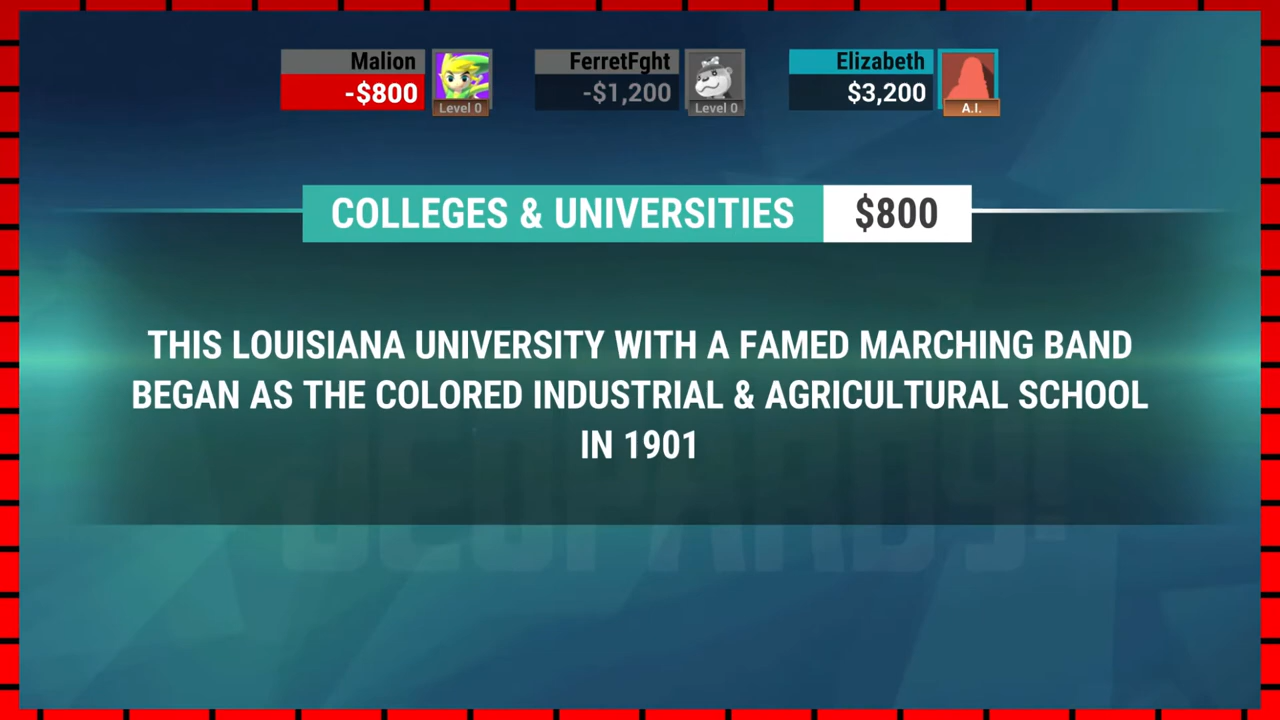 Malion
-$800
Level 0
FerretFght
-$1,200
Level 0
Elizabeth
$3,200
A.I.
COLLEGES & UNIVERSITIES $800
THIS LOUISIANA UNIVERSITY WITH A FAMED MARCHING BAND
BEGAN AS THE COLORED INDUSTRIAL & AGRICULTURAL SCHOOL
IN 1901
JEOPARDY!